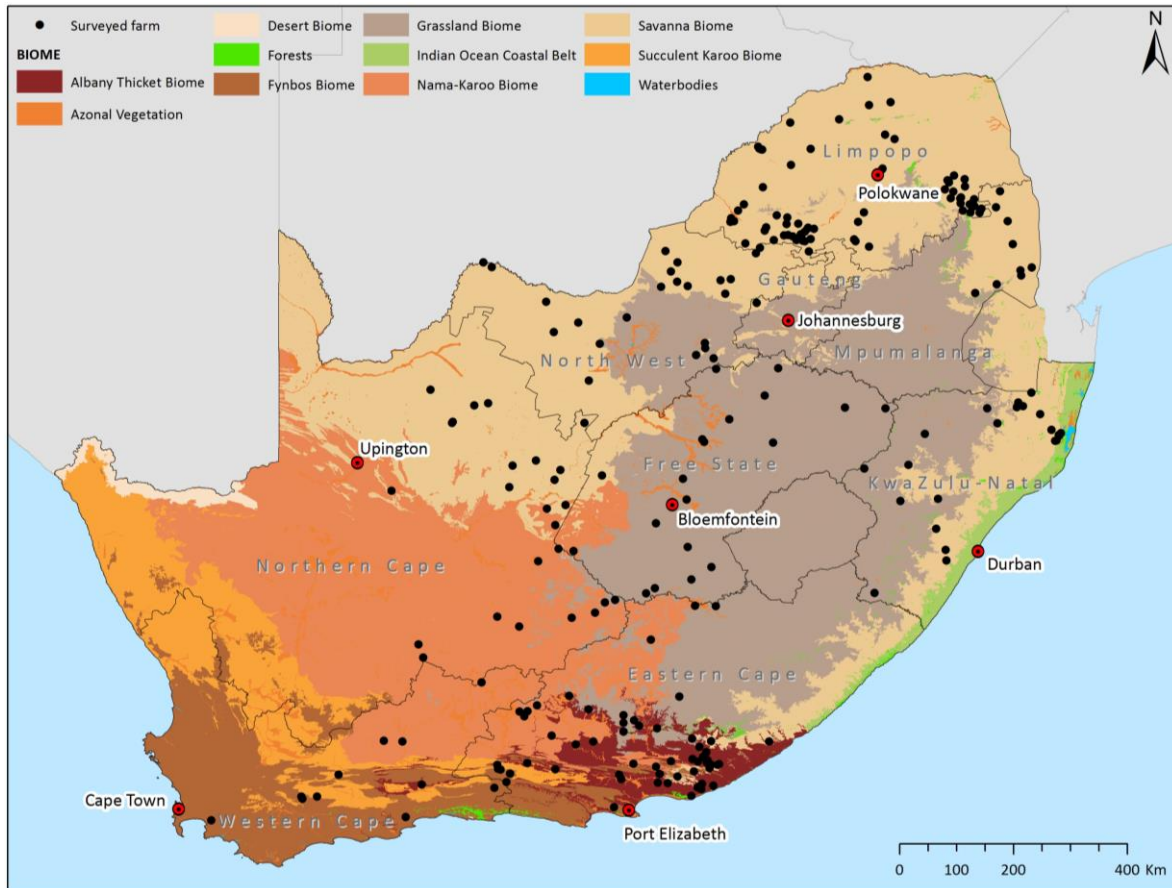 Surveyed farm
BIOME
Albany Thicket Biome
Azonal Vegetation
Desert Biome
Forests
Fynbos Biome
Grassland Biome
Indian Ocean Coastal Belt
Nama-Karoo Biome
Savanna Biome
Succulent Karoo Biome
Waterbodies
N
Limpopo
Polokwane
Gauteng
Johannesburg
North West
Mpumalanga
Upington
Free State
KwaZulu-Natal
Bloemfontein
Durban
Northern Cape
Eastern Cape
Cape Town
Western Cape
Port Elizabeth
0 100 200 400 Km